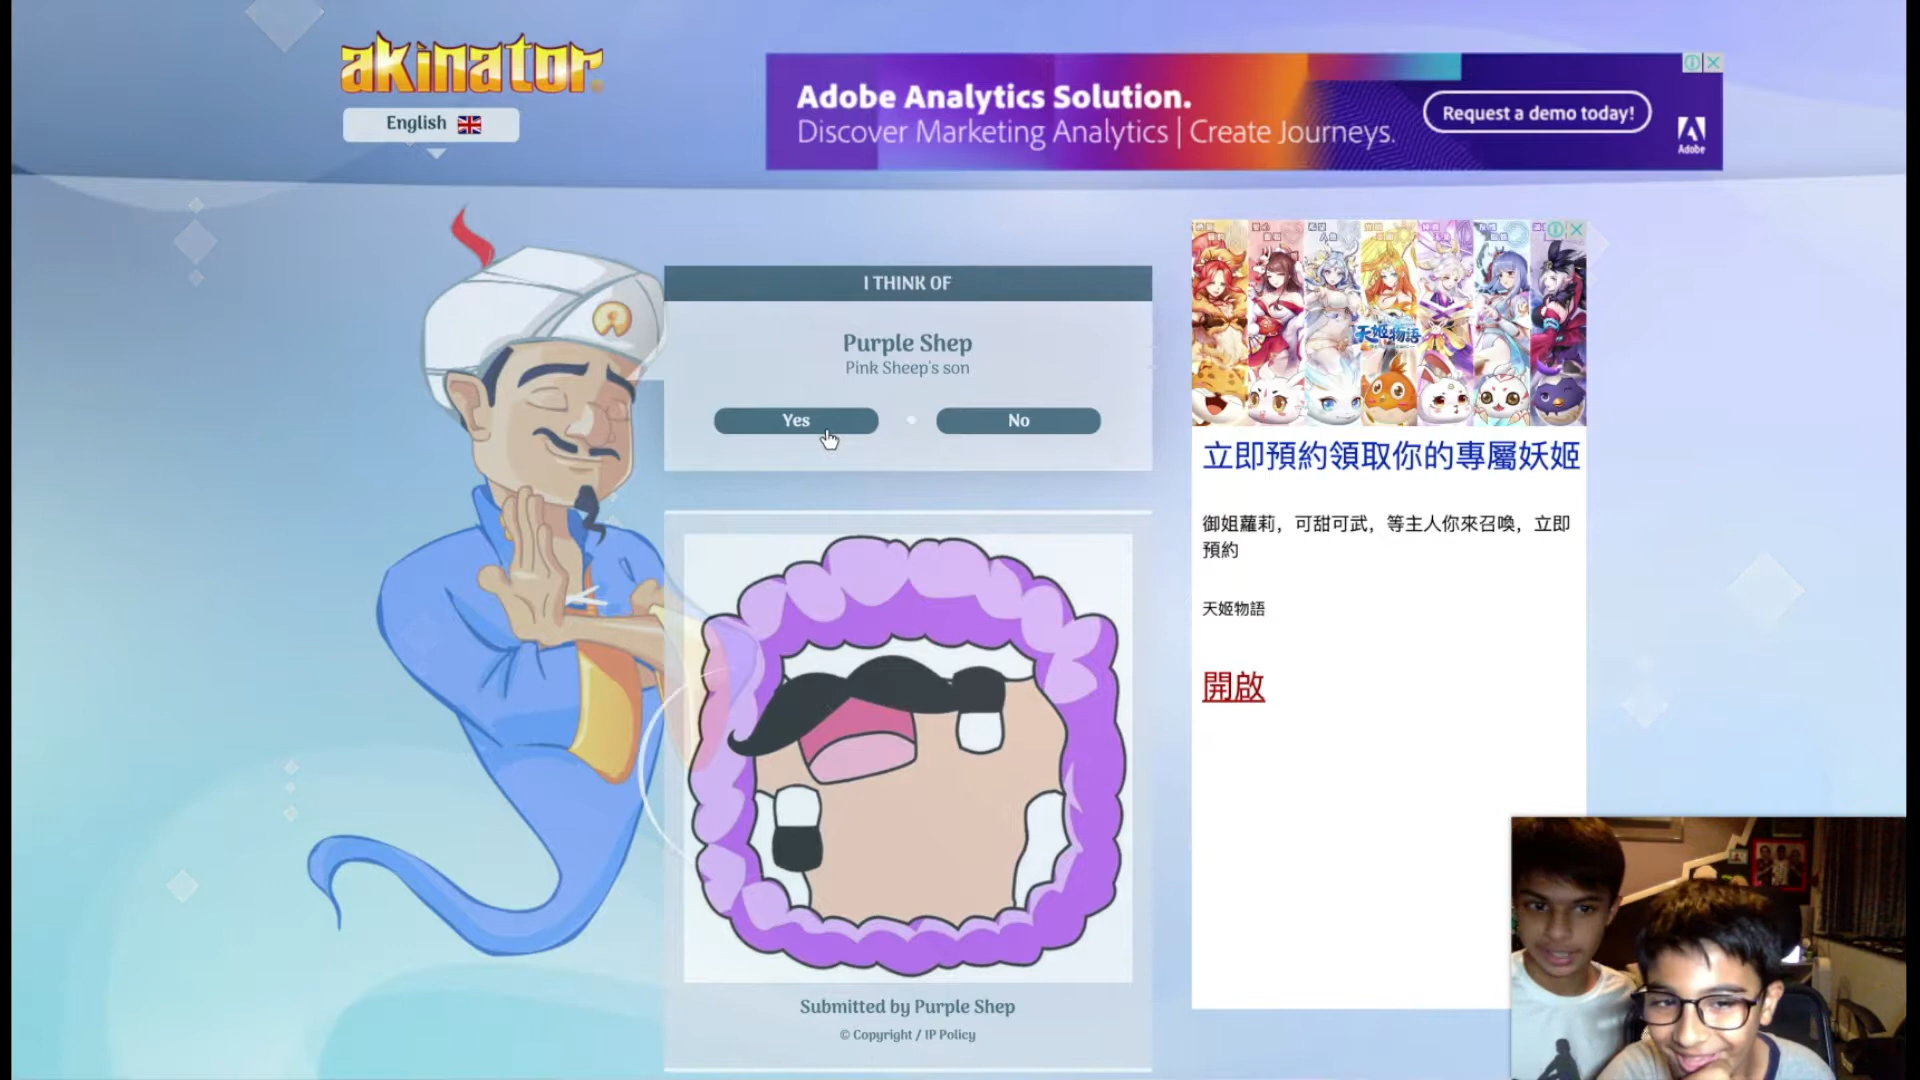 akinator
English
Adobe Analytics Solution.
Discover Marketing Analytics | Create Journeys.
Request a demo today!
Adobe
I THINK OF
Purple Shep
Pink Sheep's son
Yes
No
天姬物語
立即預約領取你的專屬妖姬
御姐蘿莉，可甜可武，等主人你來召喚，立即
預約
天姬物語
開啟
Submitted by Purple Shep
© Copyright / IP Policy